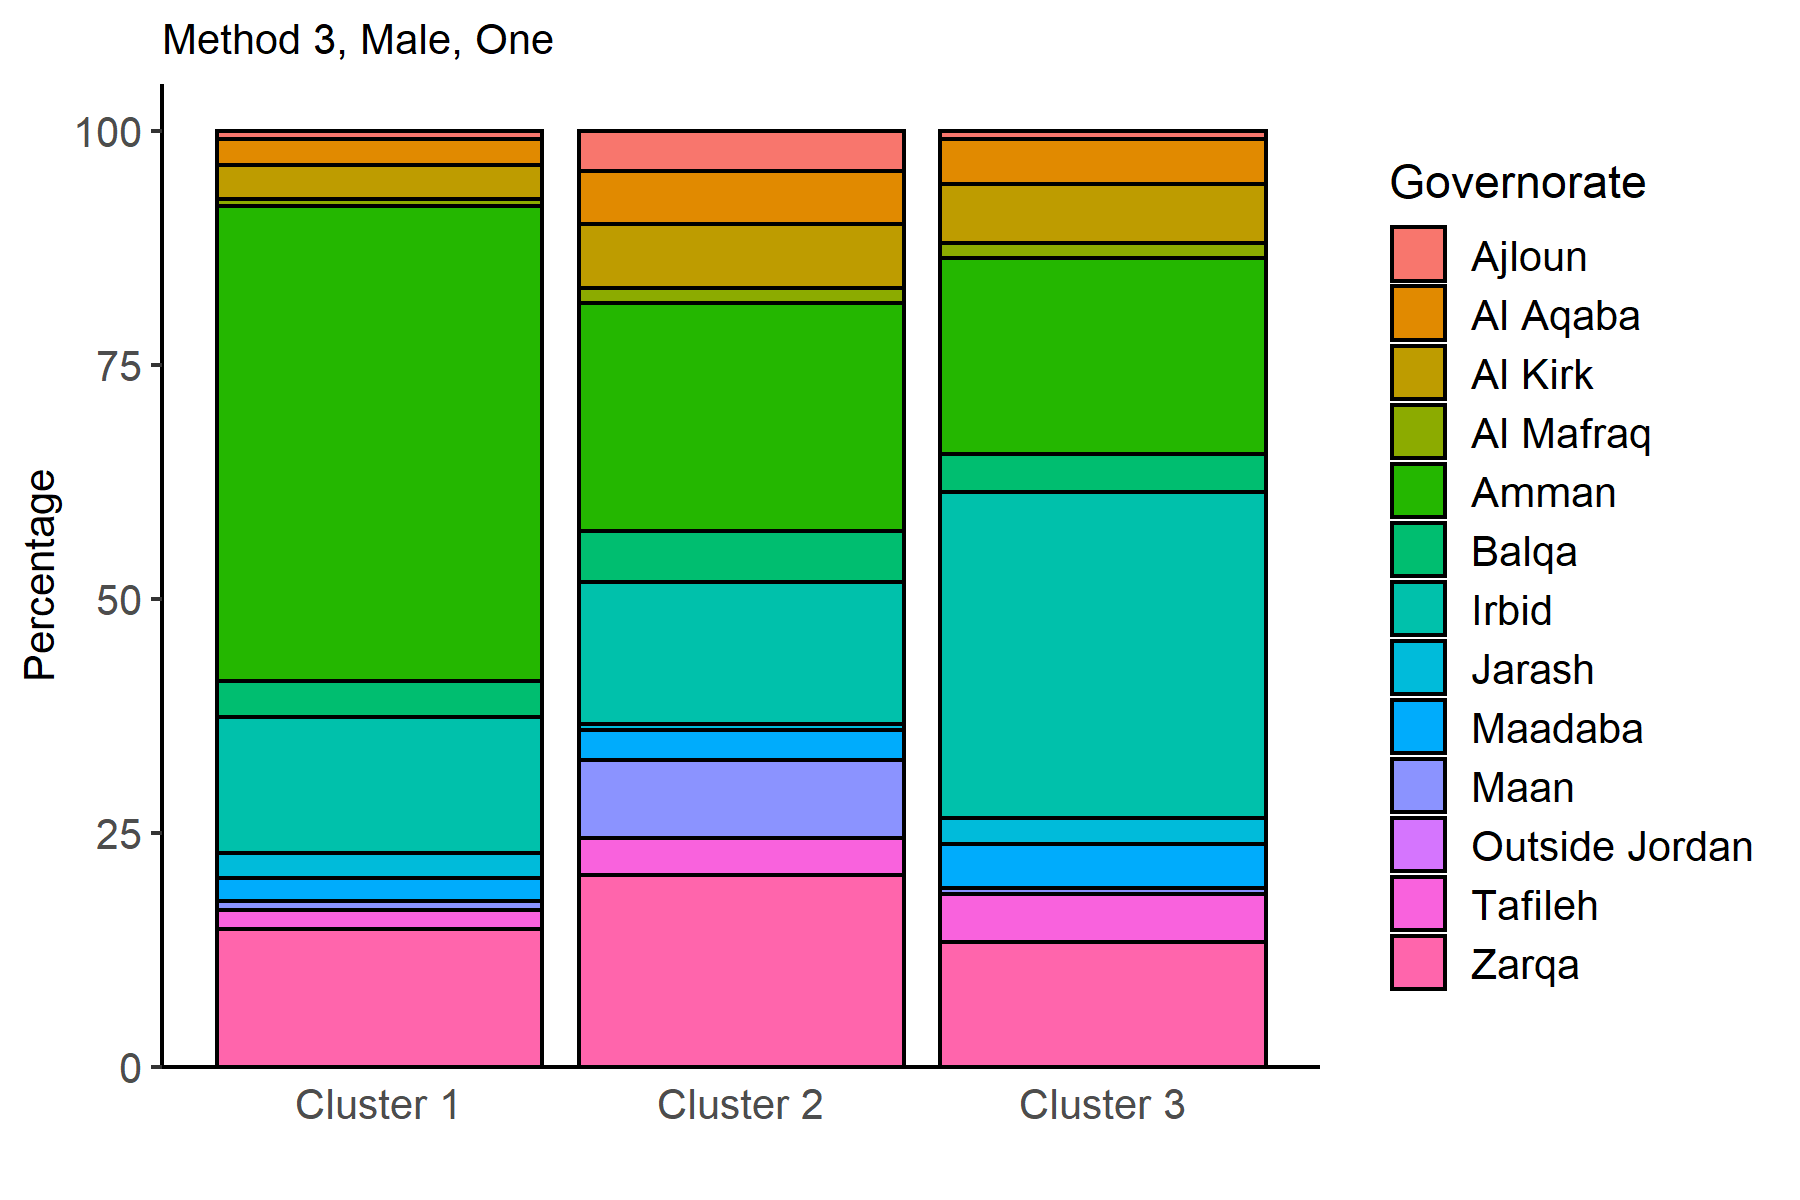 Method 3, Male, One
100
75
50
25
0
Percentage
Cluster 1
Cluster 2
Cluster 3
Governorate
Ajloun
Al Aqaba
Al Kirk
Al Mafraq
Amman
Balqa
Irbid
Jarash
Maadaba
Maan
Outside Jordan
Tafileh
Zarqa